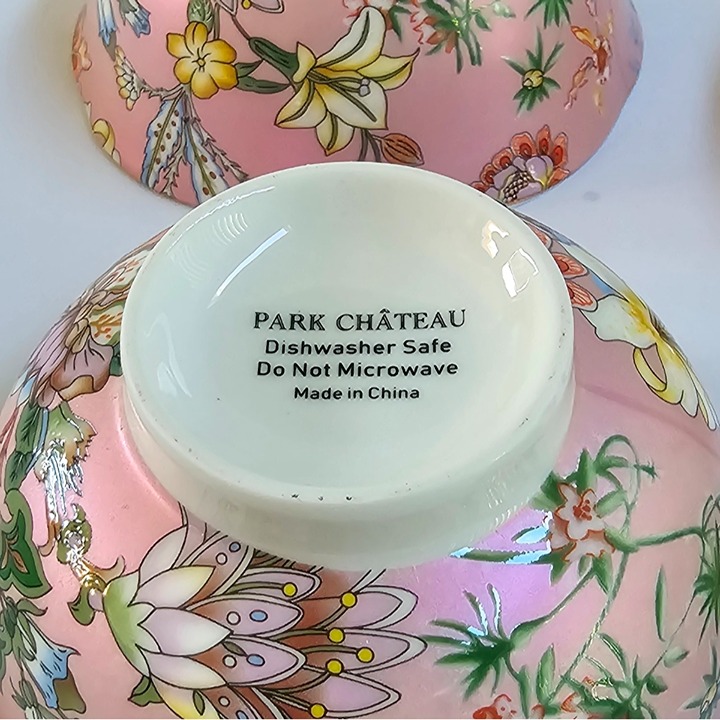 PARK CHÂTEAU
Dishwasher Safe
Do Not Microwave
Made in China